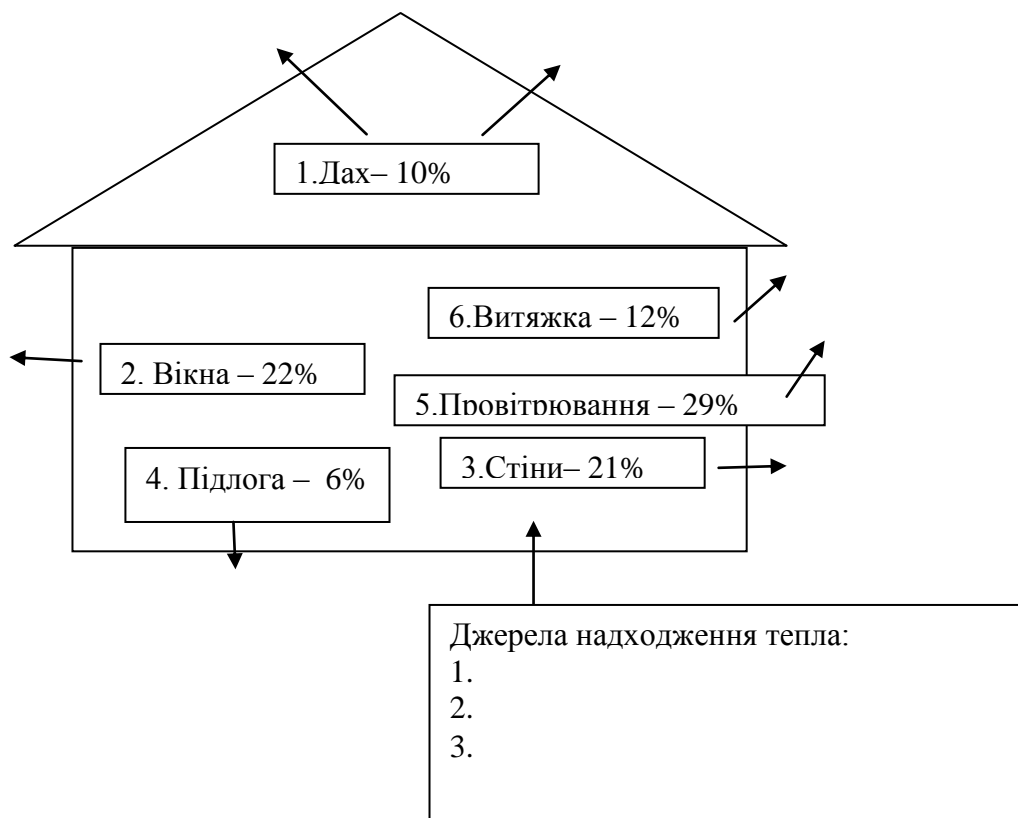 1.Дах– 10%
6.Витяжка – 12%
2. Вікна – 22%
5.Провітрювання – 29%
3.Стіни– 21%
4. Підлога – 6%
Джерела надходження тепла:
1.
2.
3.